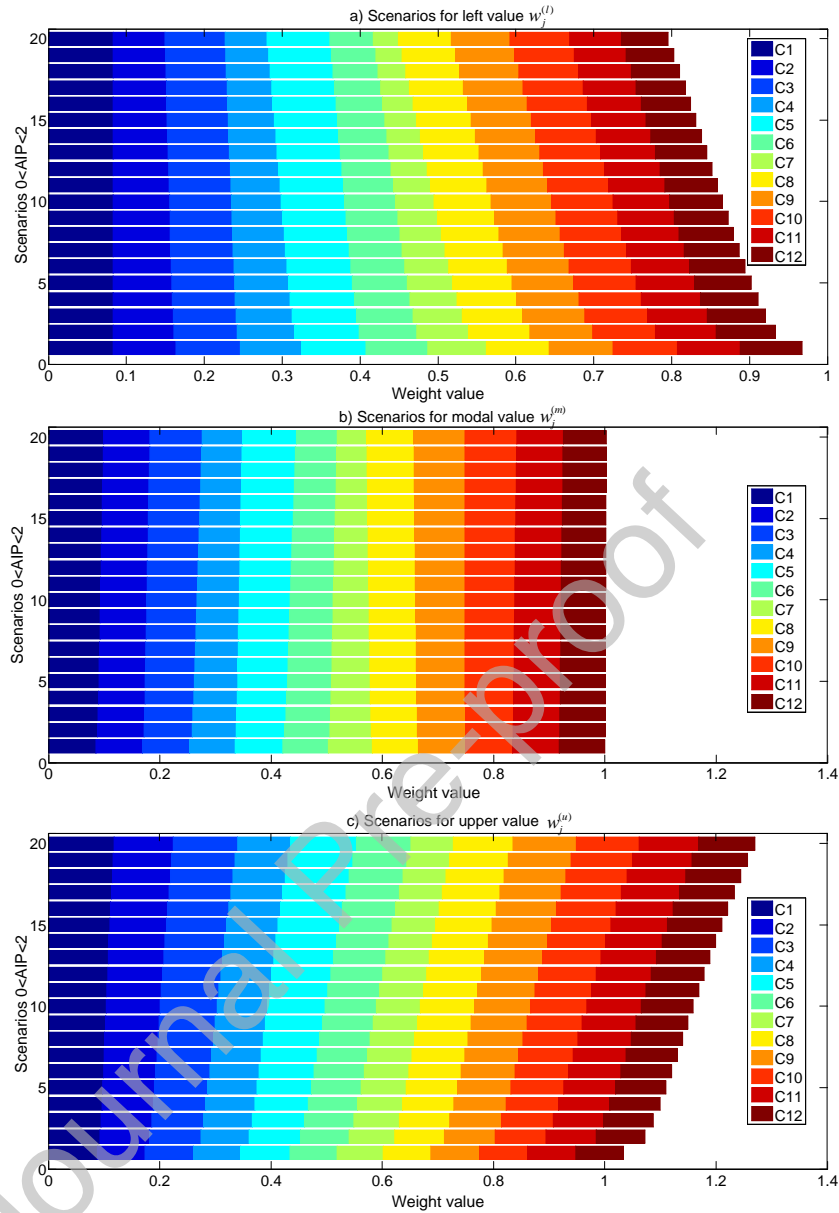 a) Scenarios for left value w_j^(l)
20
15
10
5
0
Scenarios 0<AIP<2
C1
C2
C3
C4
C5
C6
C7
C8
C9
C10
C11
C12
0 0.1 0.2 0.3 0.4 0.5 0.6 0.7 0.8 0.9 1
Weight value
b) Scenarios for modal value w_j^(m)
20
15
10
5
0
Scenarios 0<AIP<2
C1
C2
C3
C4
C5
C6
C7
C8
C9
C10
C11
C12
0 0.2 0.4 0.6 0.8 1 1.2 1.4
Weight value
c) Scenarios for upper value w_j^(u)
20
15
10
5
0
Scenarios 0<AIP<2
C1
C2
C3
C4
C5
C6
C7
C8
C9
C10
C11
C12
0 0.2 0.4 0.6 0.8 1 1.2 1.4
Weight value
Journal Pre-proof